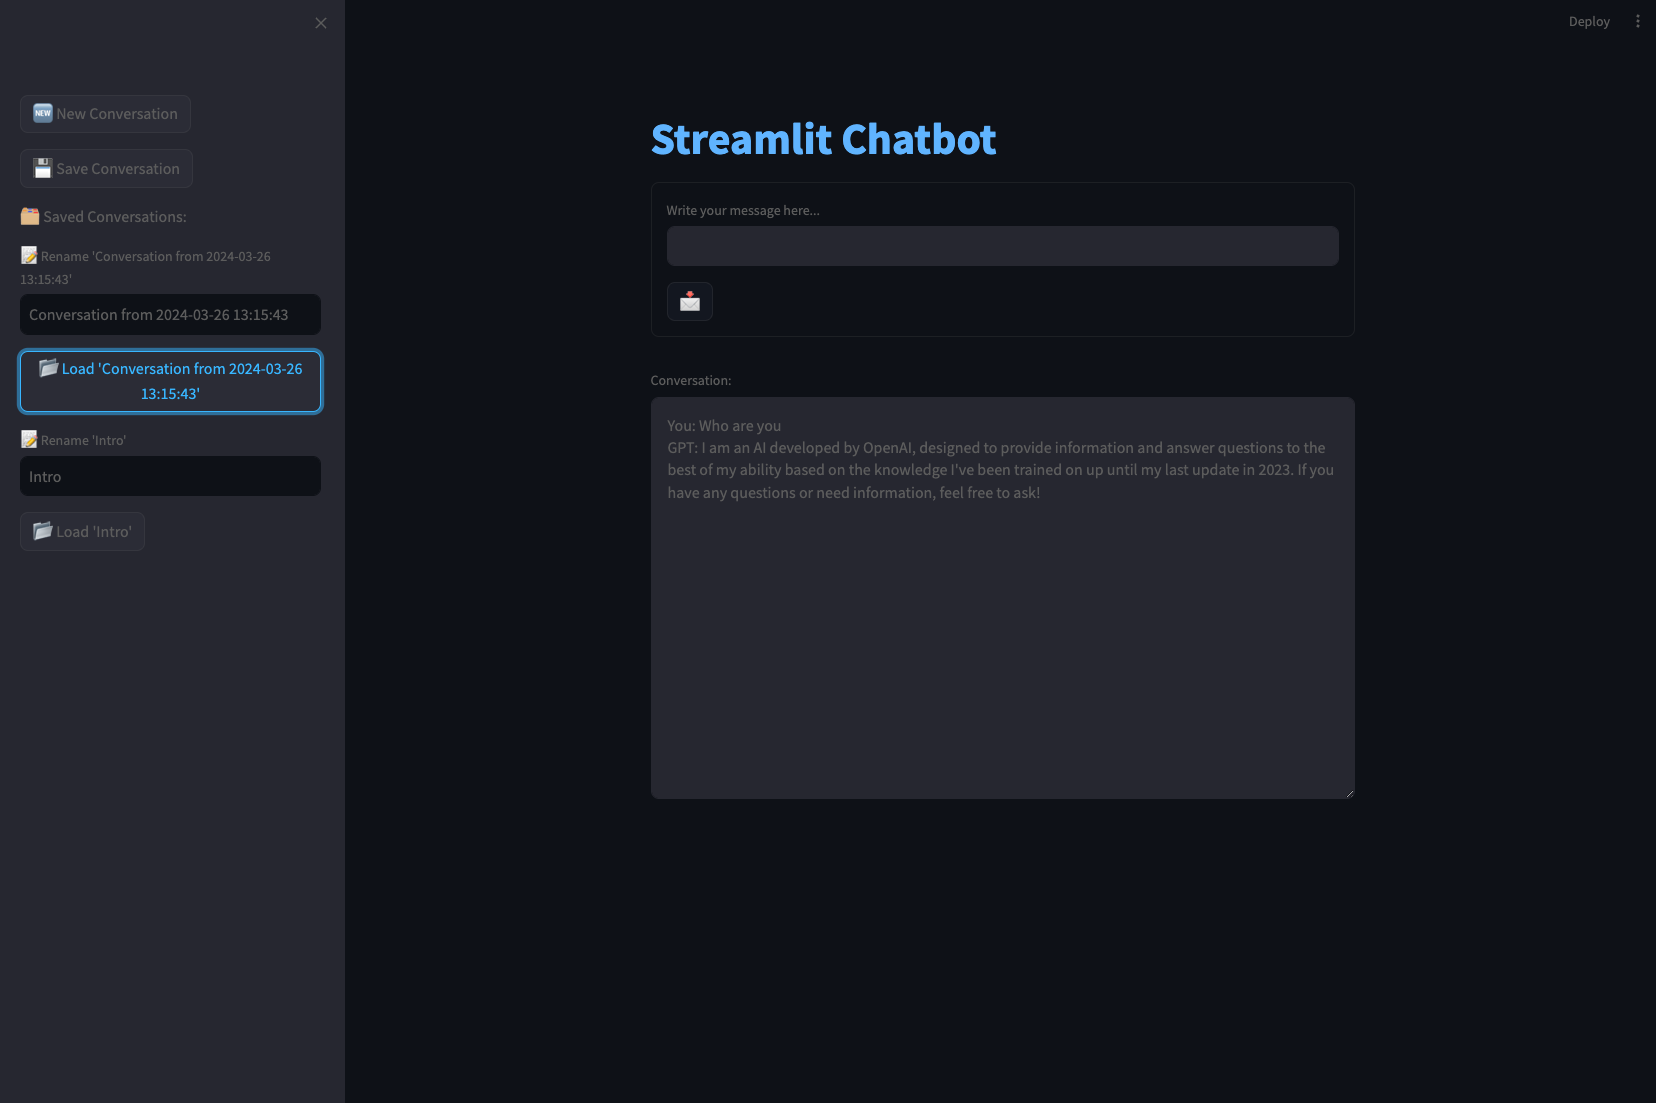 Deploy
NEW New Conversation
Save Conversation
Saved Conversations:
Rename 'Conversation from 2024-03-26
13:15:43'
Conversation from 2024-03-26 13:15:43
Load 'Conversation from 2024-03-26
13:15:43'
Rename 'Intro'
Intro
Load 'Intro'
Streamlit Chatbot
Write your message here...
Conversation:
You: Who are you
GPT: I am an AI developed by OpenAI, designed to provide information and answer questions to the
best of my ability based on the knowledge I've been trained on up until my last update in 2023. If you
have any questions or need information, feel free to ask!